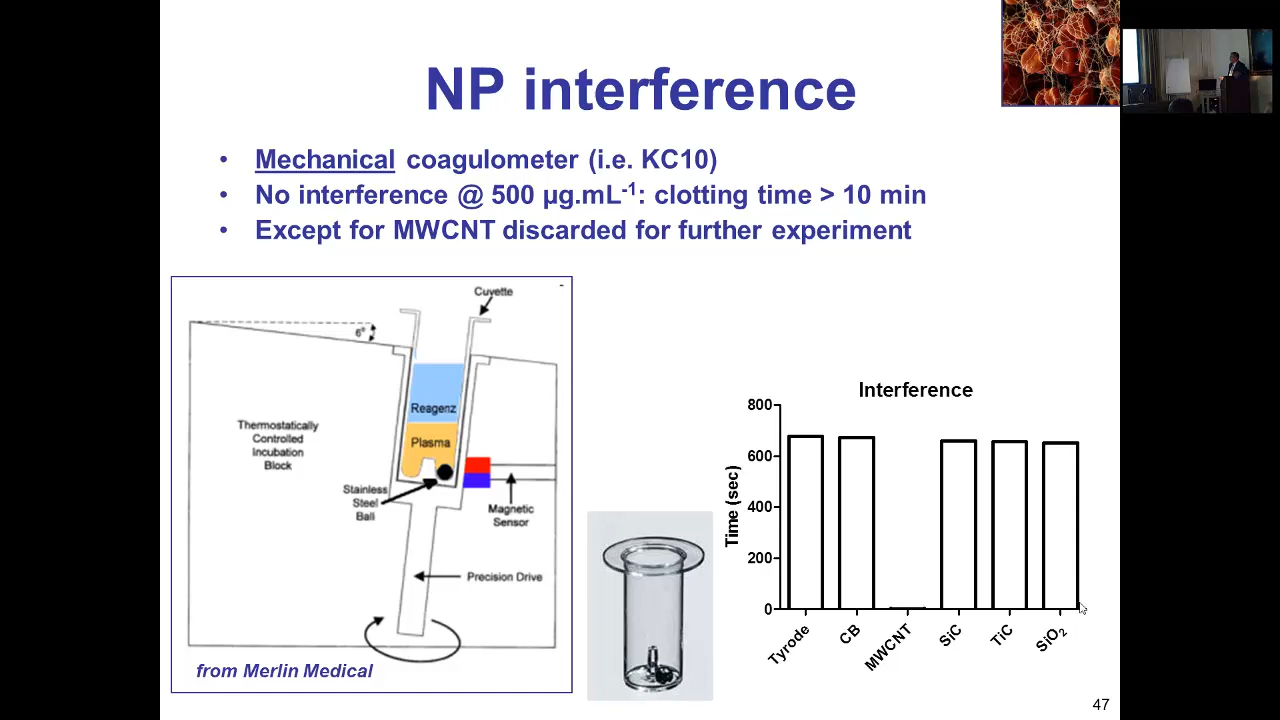 NP interference
• Mechanical coagulometer (i.e. KC10)
• No interference @ 500 µg.mL-1: clotting time > 10 min
• Except for MWCNT discarded for further experiment
Cuvette
6°
Reagenz
Thermostatically
Controlled
Incubation
Block
Plasma
Stainless
Steel
Ball
Magnetic
Sensor
Precision Drive
from Merlin Medical
Interference
Time (sec)
800
600
400
200
0
Tyrode
CB
MWCNT
SiC
TiC
SiO2
47